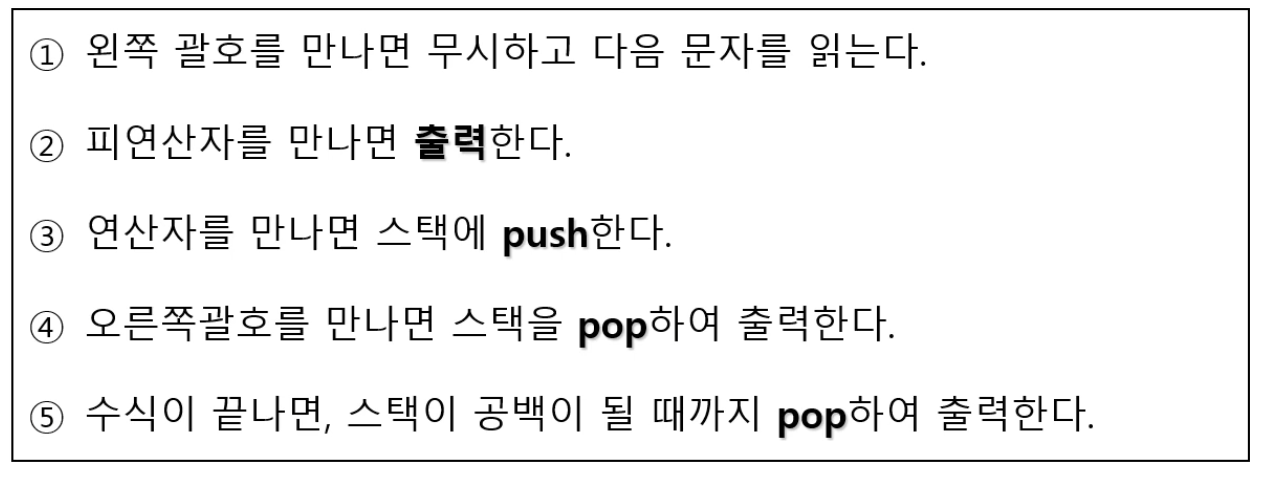 ① 왼쪽 괄호를 만나면 무시하고 다음 문자를 읽는다.
② 피연산자를 만나면 출력한다.
③ 연산자를 만나면 스택에 push한다.
④ 오른쪽괄호를 만나면 스택을 pop하여 출력한다.
⑤ 수식이 끝나면, 스택이 공백이 될 때까지 pop하여 출력한다.